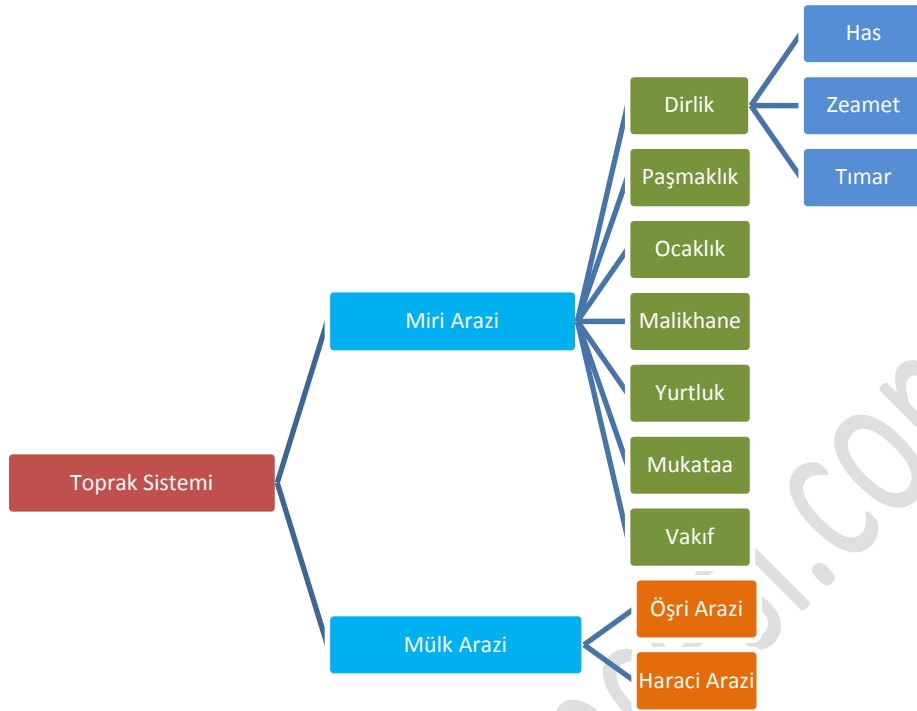 Toprak Sistemi
Miri Arazi
Dirlik
Has
Zeamet
Tımar
Paşmaklık
Ocaklık
Malikhane
Yurtluk
Mukataa
Vakıf
Mülk Arazi
Öşri Arazi
Haraci Arazi